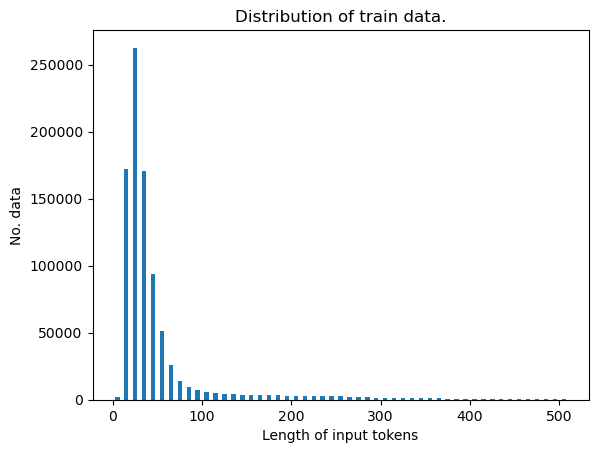 Distribution of train data.
250000
200000
150000
100000
50000
0
No. data
0 100 200 300 400 500
Length of input tokens